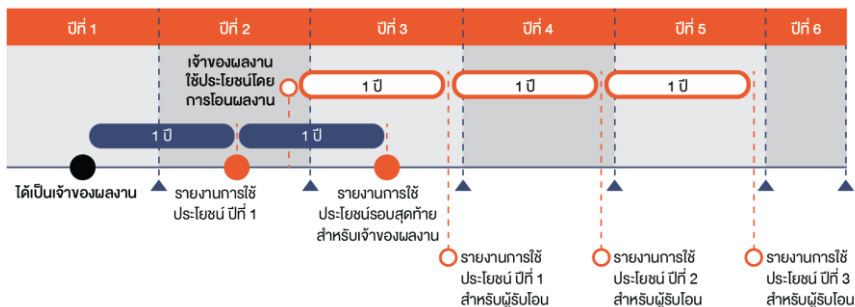 ปีที่ 1
ปีที่ 2
ปีที่ 3
ปีที่ 4
ปีที่ 5
ปีที่ 6
เจ้าของผลงาน
ใช้ประโยชน์โดย
การโอนผลงาน
1 ปี
1 ปี
1 ปี
1 ปี
1 ปี
ได้เป็นเจ้าของผลงาน
รายงานการใช้
ประโยชน์ ปีที่ 1
รายงานการใช้
ประโยชน์รอบสุดท้าย
สำหรับเจ้าของผลงาน
รายงานการใช้
ประโยชน์ ปีที่ 1
สำหรับผู้รับโอน
รายงานการใช้
ประโยชน์ ปีที่ 2
สำหรับผู้รับโอน
รายงานการใช้
ประโยชน์ ปีที่ 3
สำหรับผู้รับโอน